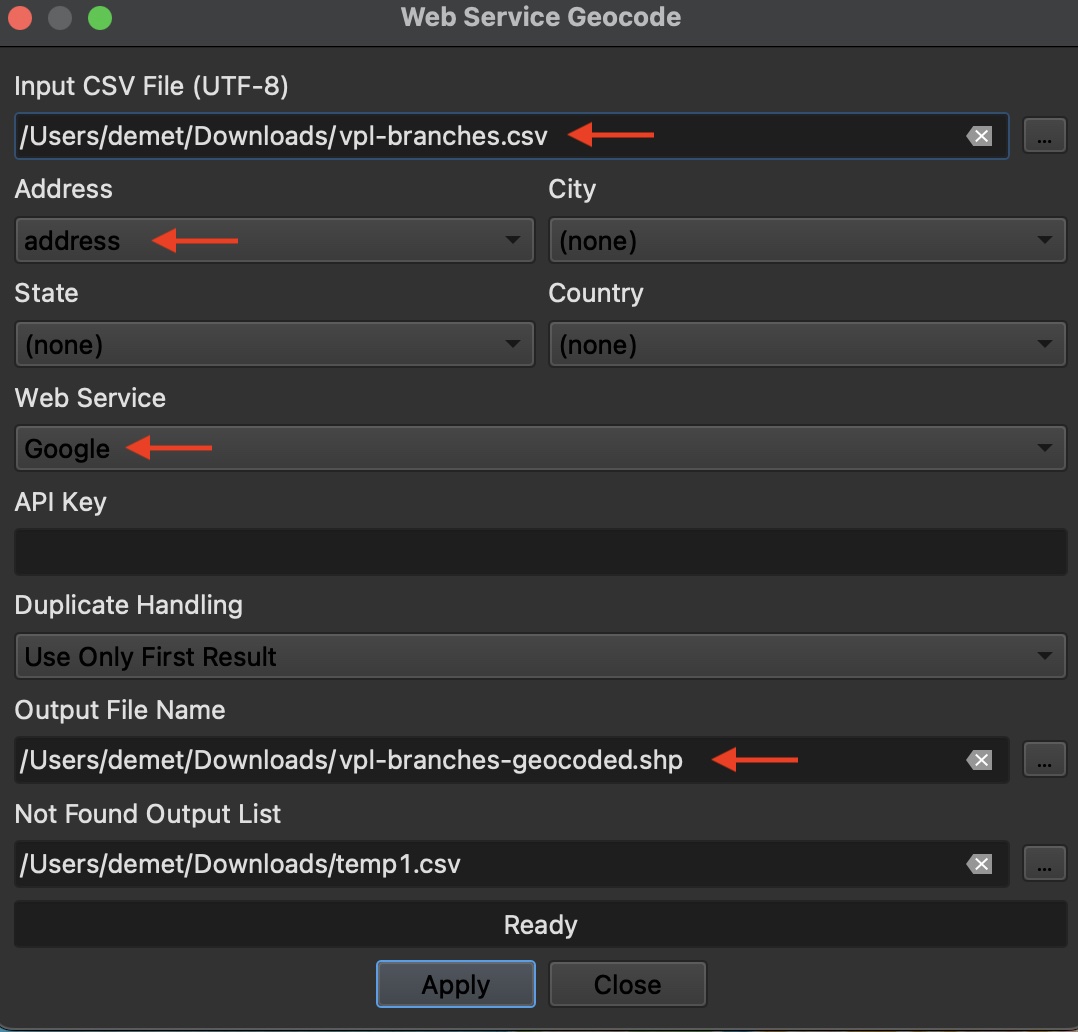 Web Service Geocode
Input CSV File (UTF-8)
/Users/demet/Downloads/vpl-branches.csv
...
Address City
address (none)
State Country
(none) (none)
Web Service
Google
API Key
Duplicate Handling
Use Only First Result
Output File Name
/Users/demet/Downloads/vpl-branches-geocoded.shp
...
Not Found Output List
/Users/demet/Downloads/temp1.csv
...
Ready
Apply Close